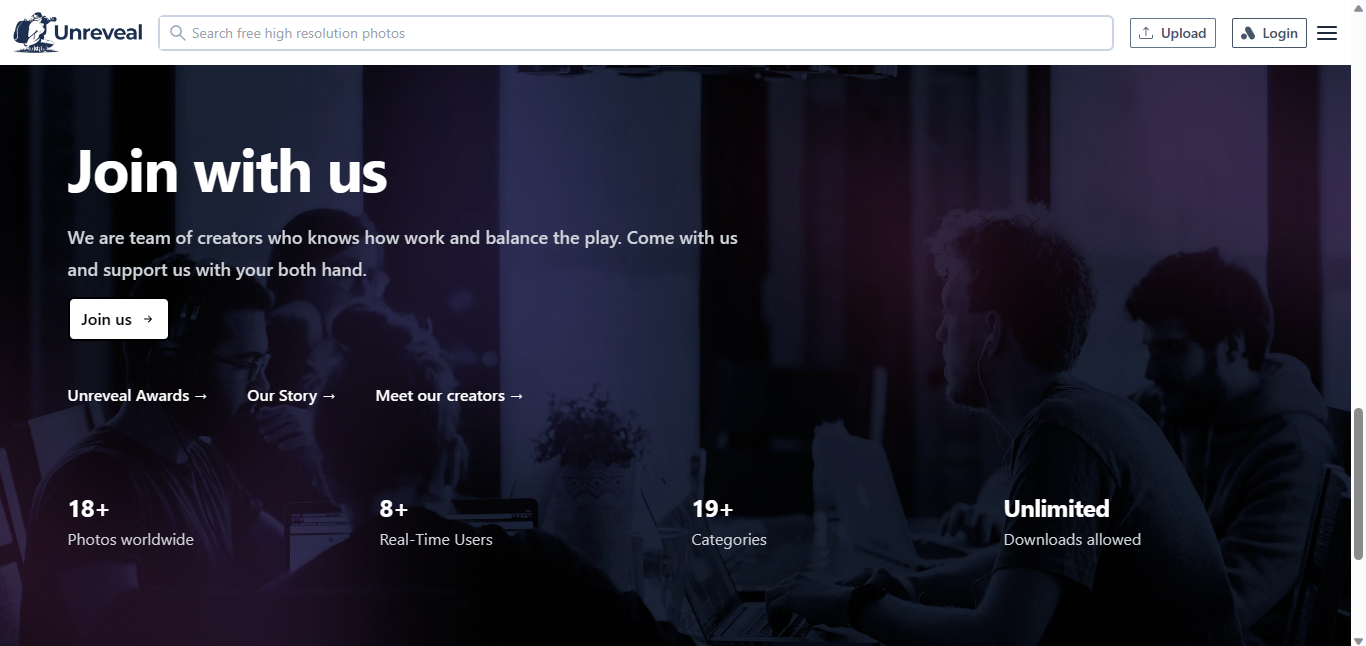 Unreveal
Search free high resolution photos
Upload
Login
Join with us
We are team of creators who knows how work and balance the play. Come with us
and support us with your both hand.
Join us →
Unreveal Awards →
Our Story →
Meet our creators →
18+
Photos worldwide
8+
Real-Time Users
19+
Categories
Unlimited
Downloads allowed